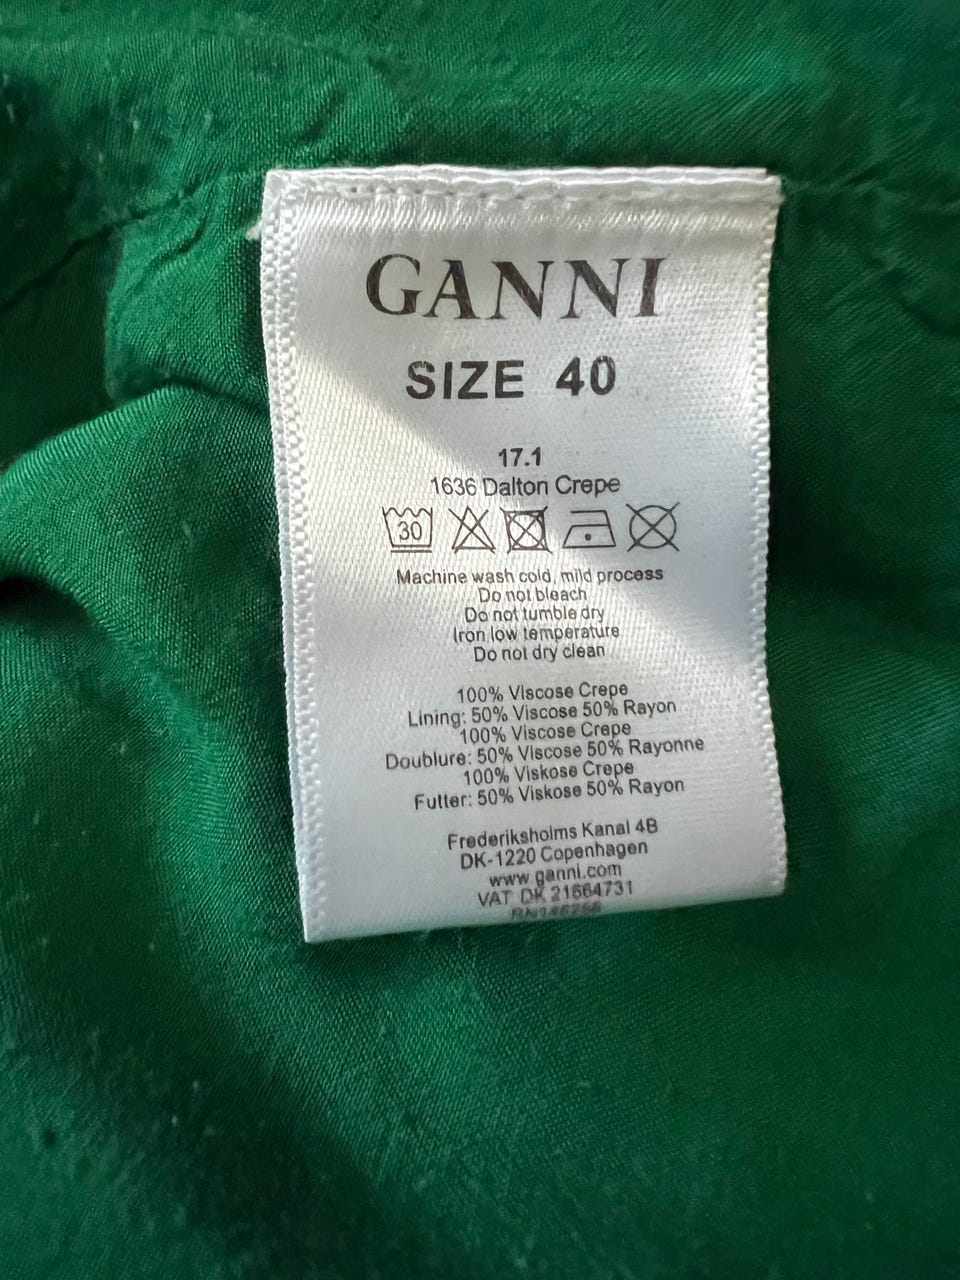 GANNI
SIZE 40
17.1
1636 Dalton Crepe
30
Machine wash cold, mild process
Do not bleach
Do not tumble dry
Iron low temperature
Do not dry clean
100% Viscose Crepe
Lining: 50% Viscose 50% Rayon
100% Viscose Crepe
Doublure: 50% Viscose 50% Rayonne
100% Viskose Crepe
Futter: 50% Viskose 50% Rayon
Frederiksholms Kanal 4B
DK-1220 Copenhagen
www.ganni.com
VAT DK 21664731